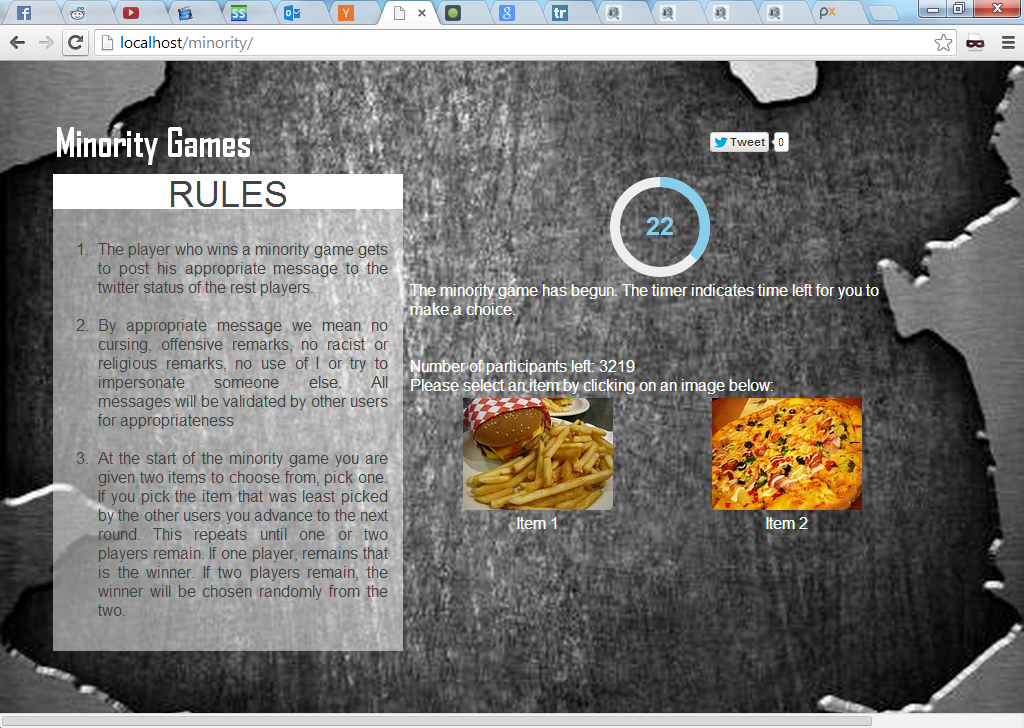 SS
Y
8
tr
px
localhost/minority/
Minority Games
Tweet 0
RULES
1. The player who wins a minority game gets
to post his appropriate message to the
twitter status of the rest players.
2. By appropriate message we mean no
cursing, offensive remarks, no racist or
religious remarks, no use of I or try to
impersonate someone else. All
messages will be validated by other users
for appropriateness
3. At the start of the minority game you are
given two items to choose from, pick one.
If you pick the item that was least picked
by the other users you advance to the next
round. This repeats until one or two
players remain. If one player, remains that
is the winner. If two players remain, the
winner will be chosen randomly from the
two.
22
The minority game has begun. The timer indicates time left for you to
make a choice.
Number of participants left: 3219
Please select an item by clicking on an image below:
Item 1
Item 2